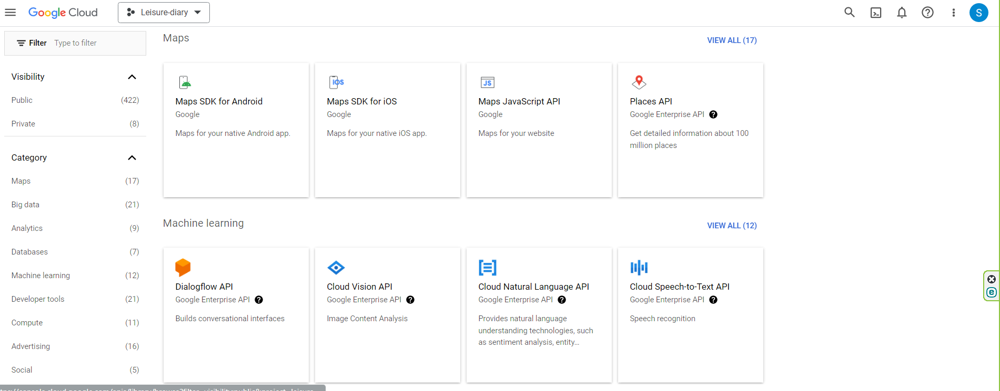 Google Cloud
Leisure-diary
S
Filter Type to filter
Visibility
Public (422)
Private (8)
Category
Maps (17)
Big data (21)
Analytics (9)
Databases (7)
Machine learning (12)
Developer tools (21)
Compute (11)
Advertising (16)
Social (5)
Maps
VIEW ALL (17)
Maps SDK for Android
Google
Maps for your native Android app.
iOS
Maps SDK for iOS
Google
Maps for your native iOS app.
JS
Maps JavaScript API
Google
Maps for your website
Places API
Google Enterprise API
Get detailed information about 100
million places
Machine learning
VIEW ALL (12)
Dialogflow API
Google Enterprise API
Builds conversational interfaces
Cloud Vision API
Google Enterprise API
Image Content Analysis
Cloud Natural Language API
Google Enterprise API
Provides natural language
understanding technologies, such
as sentiment analysis, entity...
Cloud Speech-to-Text API
Google Enterprise API
Speech recognition